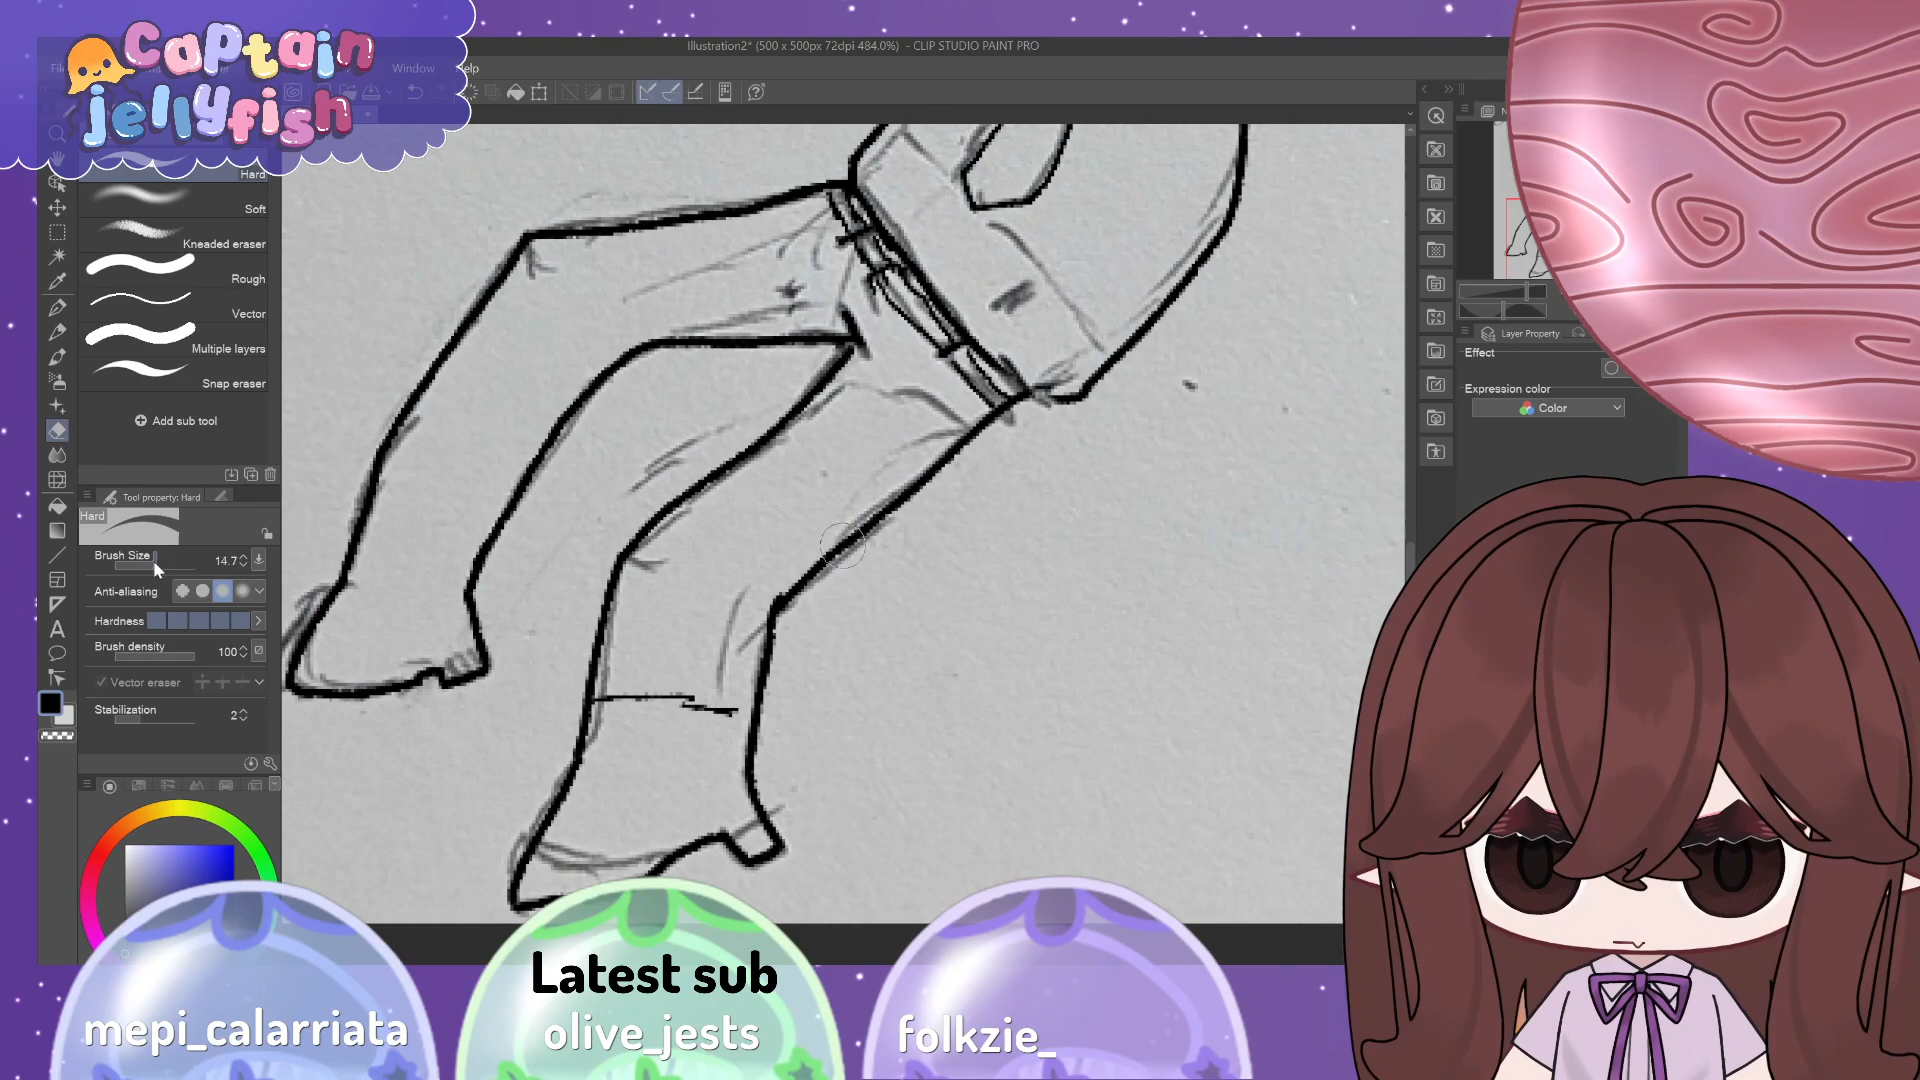 Captain
jellyfish
Illustration2* (500 x 500px 72dpi 484.0%) - CLIP STUDIO PAINT PRO
Window
Help
Hard
Soft
Kneaded eraser
Rough
Vector
Multiple layers
Snap eraser
Add sub tool
Tool property: Hard
Hard
Brush Size
14.7
Anti-aliasing
Hardness
Brush density
100
Vector eraser
Stabilization
2
Layer Property
Effect
Expression color
Color
mepi_calarriata
Latest sub
olive_jests
folkzie_